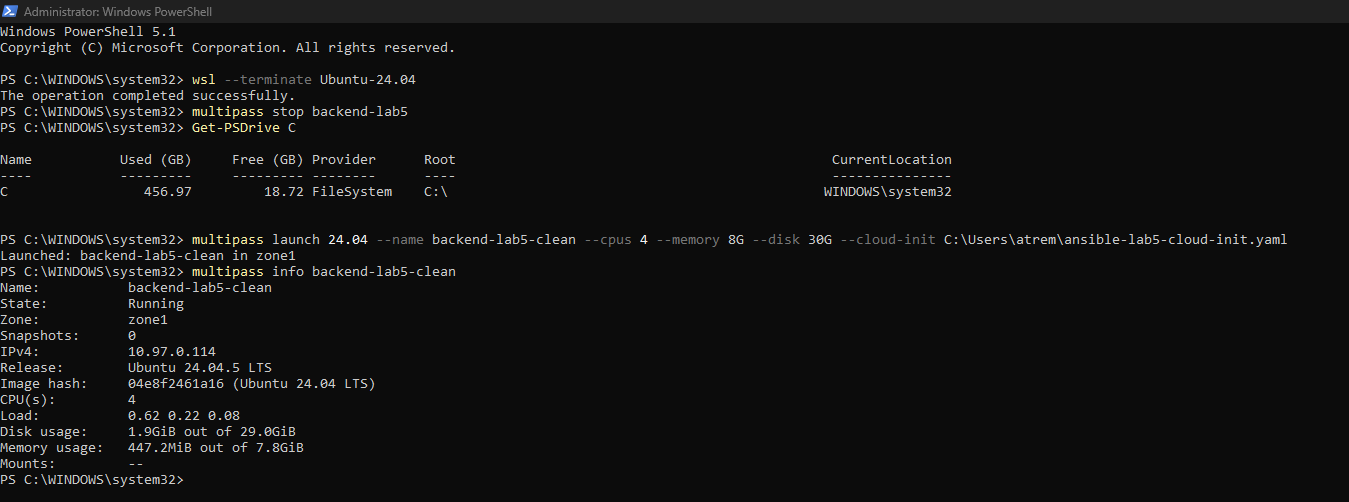 Administrator: Windows PowerShell
Windows PowerShell 5.1
Copyright (C) Microsoft Corporation. All rights reserved.
PS C:\WINDOWS\system32> wsl --terminate Ubuntu-24.04
The operation completed successfully.
PS C:\WINDOWS\system32> multipass stop backend-lab5
PS C:\WINDOWS\system32> Get-PSDrive C
Name           Used (GB)     Free (GB) Provider      Root                                               CurrentLocation
----           ---------     --------- --------      ----                                               ---------------
C                 456.97         18.72 FileSystem    C:\                                               WINDOWS\system32
PS C:\WINDOWS\system32> multipass launch 24.04 --name backend-lab5-clean --cpus 4 --memory 8G --disk 30G --cloud-init C:\Users\atrem\ansible-lab5-cloud-init.yaml
Launched: backend-lab5-clean in zone1
PS C:\WINDOWS\system32> multipass info backend-lab5-clean
Name:           backend-lab5-clean
State:          Running
Zone:           zone1
Snapshots:      0
IPv4:           10.97.0.114
Release:        Ubuntu 24.04.5 LTS
Image hash:     04e8f2461a16 (Ubuntu 24.04 LTS)
CPU(s):         4
Load:           0.62 0.22 0.08
Disk usage:     1.9GiB out of 29.0GiB
Memory usage:   447.2MiB out of 7.8GiB
Mounts:         --
PS C:\WINDOWS\system32>